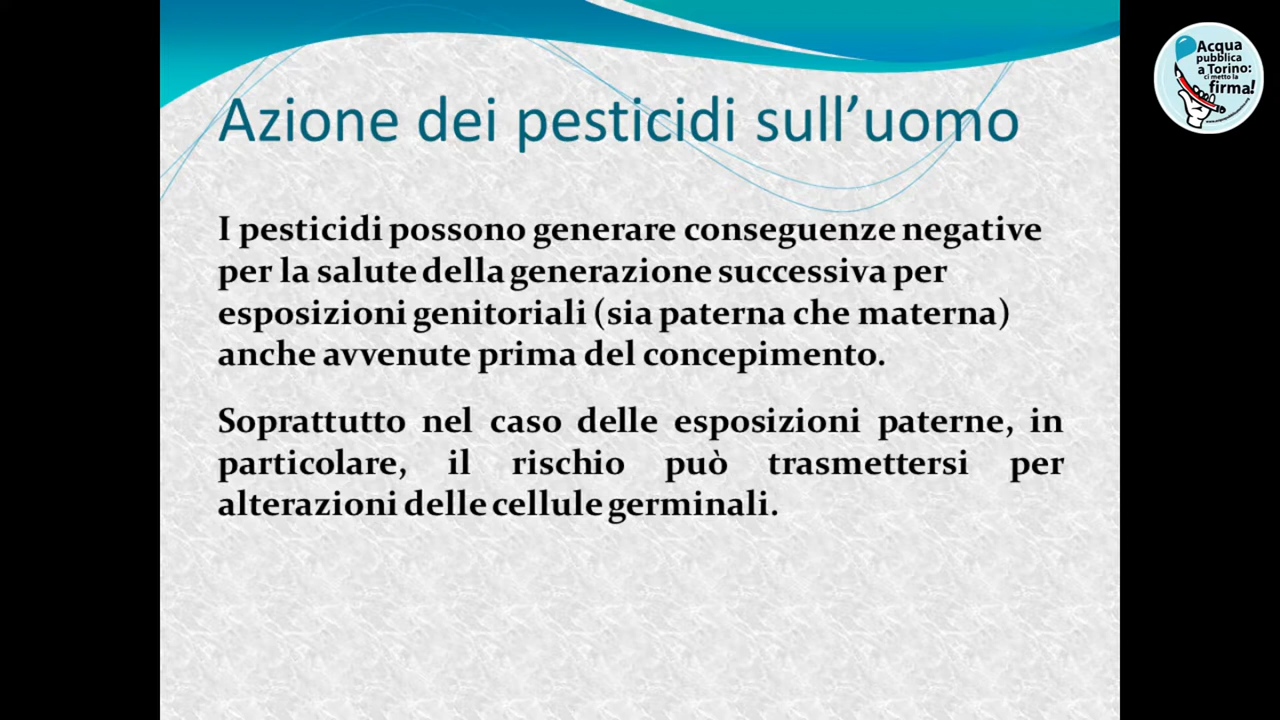 Azione dei pesticidi sull’uomo
I pesticidi possono generare conseguenze negative
per la salute della generazione successiva per
esposizioni genitoriali (sia paterna che materna)
anche avvenute prima del concepimento.
Soprattutto nel caso delle esposizioni paterne, in
particolare, il rischio può trasmettersi per
alterazioni delle cellule germinali.
Acqua
pubblica
a Torino:
ci metto la
firma!